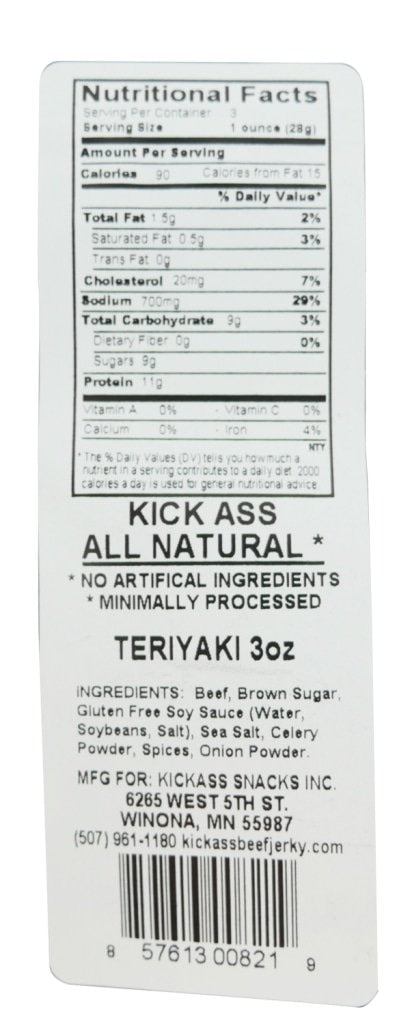 Nutritional Facts
Serving Per Container 3
Serving Size 1 ounce (28g)
Amount Per Serving
Calories 90 Calories from Fat 15
% Daily Value*
Total Fat 1.5g 2%
Saturated Fat 0.5g 3%
Trans Fat 0g
Cholesterol 20mg 7%
Sodium 700mg 29%
Total Carbohydrate 9g 3%
Dietary Fiber 0g 0%
Sugars 9g
Protein 11g
Vitamin A 0% · Vitamin C 0%
Calcium 0% · Iron 4%
NTY
* The % Daily Values (DV) tells you how much a
nutrient in a serving contributes to a daily diet. 2000
calories a day is used for general nutritional advice.
KICK ASS
ALL NATURAL *
* NO ARTIFICAL INGREDIENTS
* MINIMALLY PROCESSED
TERIYAKI 3oz
INGREDIENTS: Beef, Brown Sugar,
Gluten Free Soy Sauce (Water,
Soybeans, Salt), Sea Salt, Celery
Powder, Spices, Onion Powder.
MFG FOR: KICKASS SNACKS INC.
6265 WEST 5TH ST.
WINONA, MN 55987
(507) 961-1180 kickassbeefjerky.com
8 57613 00821 9